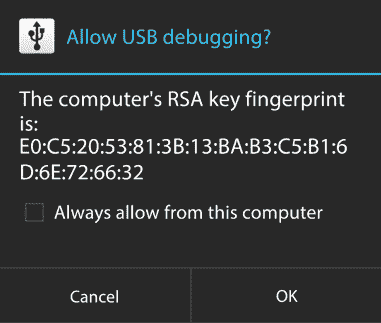 Allow USB debugging?
The computer's RSA key fingerprint
is:
E0:C5:20:53:81:3B:13:BA:B3:C5:B1:6
D:6E:72:66:32
Always allow from this computer
Cancel
OK